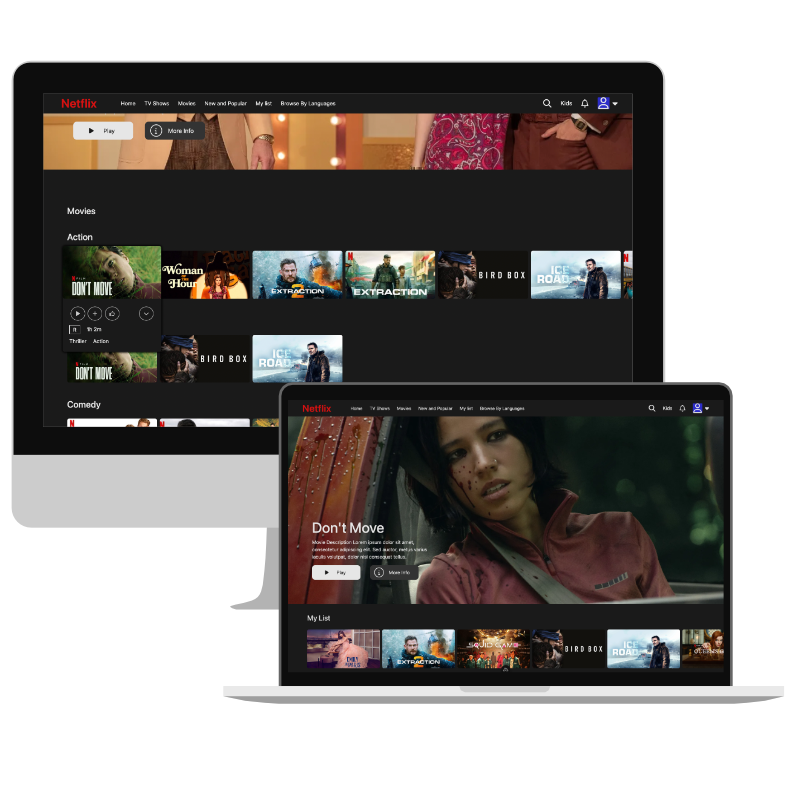 Netflix Home TV Shows Movies New and Popular My list Browse By Languages Kids
Play More Info
Movies
Action
DON'T MOVE
Woman
of the
Hour
EXTRACTION
2
EXTRACTION
BIRD BOX
ICE
ROAD
R 1h 2m
Thriller Action
DON'T MOVE
BIRD BOX
ICE
ROAD
Comedy
Netflix Home TV Shows Movies New and Popular My list Browse By Languages Kids
Don't Move
Movie Description Lorem ipsum dolor sit amet,
consectetur adipiscing elit. Sed auctor, metus varius
iaculis volutpat, dolor nisl consequat tellus,
Play More Info
My List
EMILY
EXTRACTION
2
SQUID GAME
BIRD BOX
ICE
ROAD